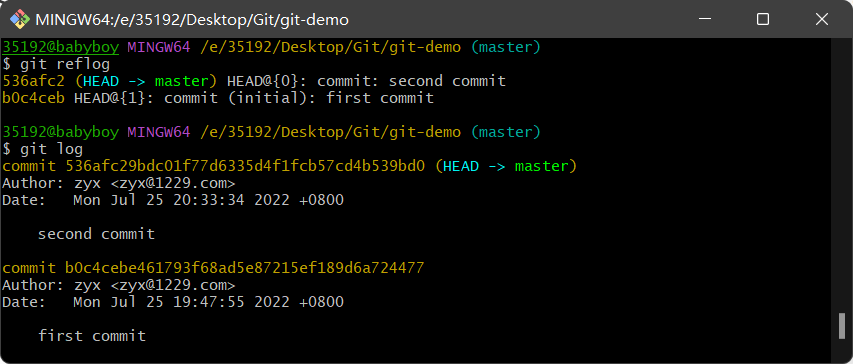 MINGW64:/e/35192/Desktop/Git/git-demo
35192@babyboy MINGW64 /e/35192/Desktop/Git/git-demo (master)
$ git reflog
536afc2 (HEAD -> master) HEAD@{0}: commit: second commit
b0c4ceb HEAD@{1}: commit (initial): first commit
35192@babyboy MINGW64 /e/35192/Desktop/Git/git-demo (master)
$ git log
commit 536afc29bdc01f77d6335d4f1fcb57cd4b539bd0 (HEAD -> master)
Author: zyx <zyx@1229.com>
Date:   Mon Jul 25 20:33:34 2022 +0800
    second commit
commit b0c4cebe461793f68ad5e87215ef189d6a724477
Author: zyx <zyx@1229.com>
Date:   Mon Jul 25 19:47:55 2022 +0800
    first commit